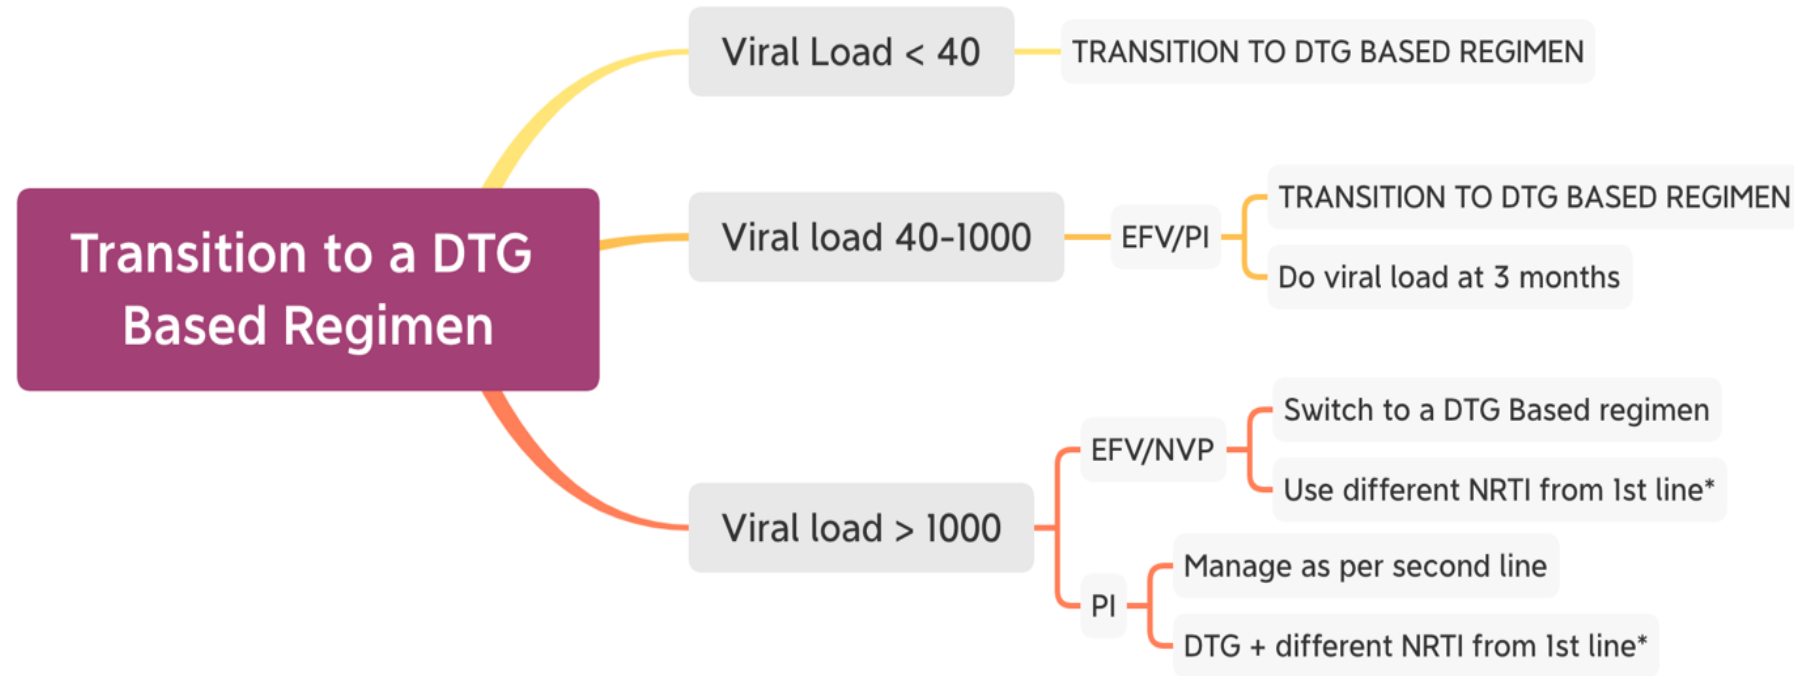 Transition to a DTG
Based Regimen
Viral Load < 40
TRANSITION TO DTG BASED REGIMEN
Viral load 40-1000
EFV/PI
TRANSITION TO DTG BASED REGIMEN
Do viral load at 3 months
Viral load > 1000
EFV/NVP
Switch to a DTG Based regimen
Use different NRTI from 1st line*
PI
Manage as per second line
DTG + different NRTI from 1st line*